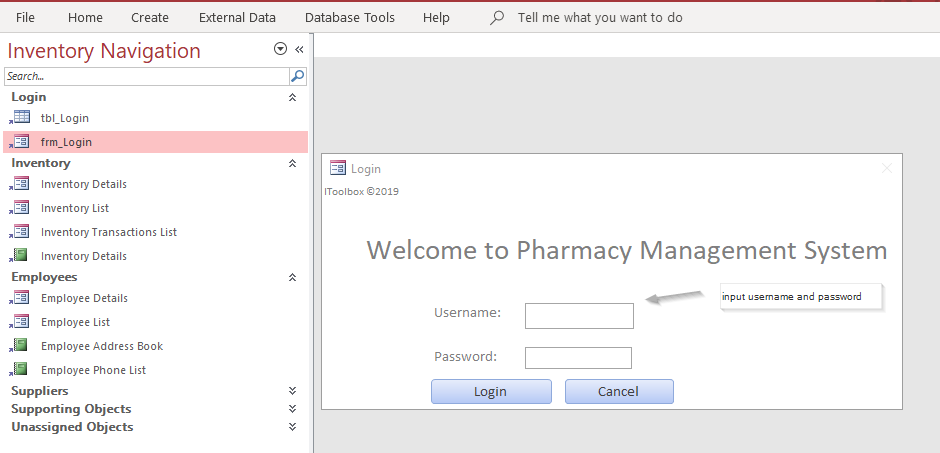 File Home Create External Data Database Tools Help Tell me what you want to do
Inventory Navigation
Search...
Login
tbl_Login
frm_Login
Inventory
Inventory Details
Inventory List
Inventory Transactions List
Inventory Details
Employees
Employee Details
Employee List
Employee Address Book
Employee Phone List
Suppliers
Supporting Objects
Unassigned Objects
Login
IToolbox ©2019
Welcome to Pharmacy Management System
input username and password
Username:
Password:
Login Cancel